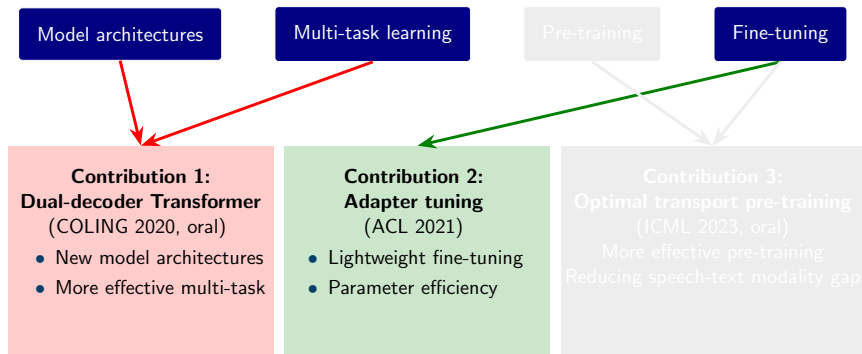 Model architectures
Multi-task learning
Pre-training
Fine-tuning
Contribution 1:
Dual-decoder Transformer
(COLING 2020, oral)
• New model architectures
• More effective multi-task
Contribution 2:
Adapter tuning
(ACL 2021)
• Lightweight fine-tuning
• Parameter efficiency
Contribution 3:
Optimal transport pre-training
(ICML 2023, oral)
More effective pre-training
Reducing speech-text modality gap